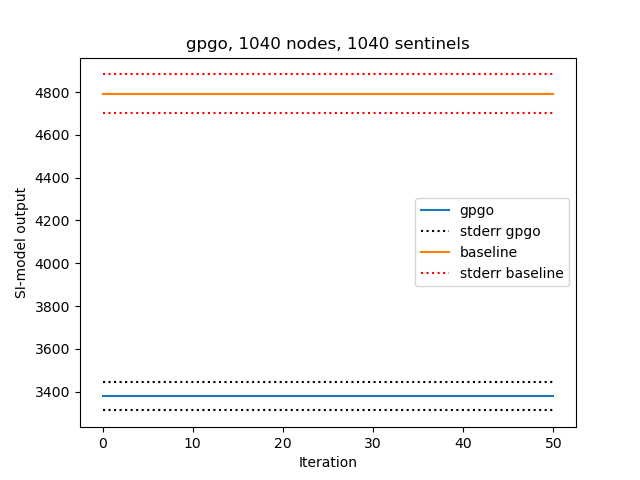 gpgo, 1040 nodes, 1040 sentinels
SI-model output
4800
4600
4400
4200
4000
3800
3600
3400
gpgo
stderr gpgo
baseline
stderr baseline
0 10 20 30 40 50
Iteration